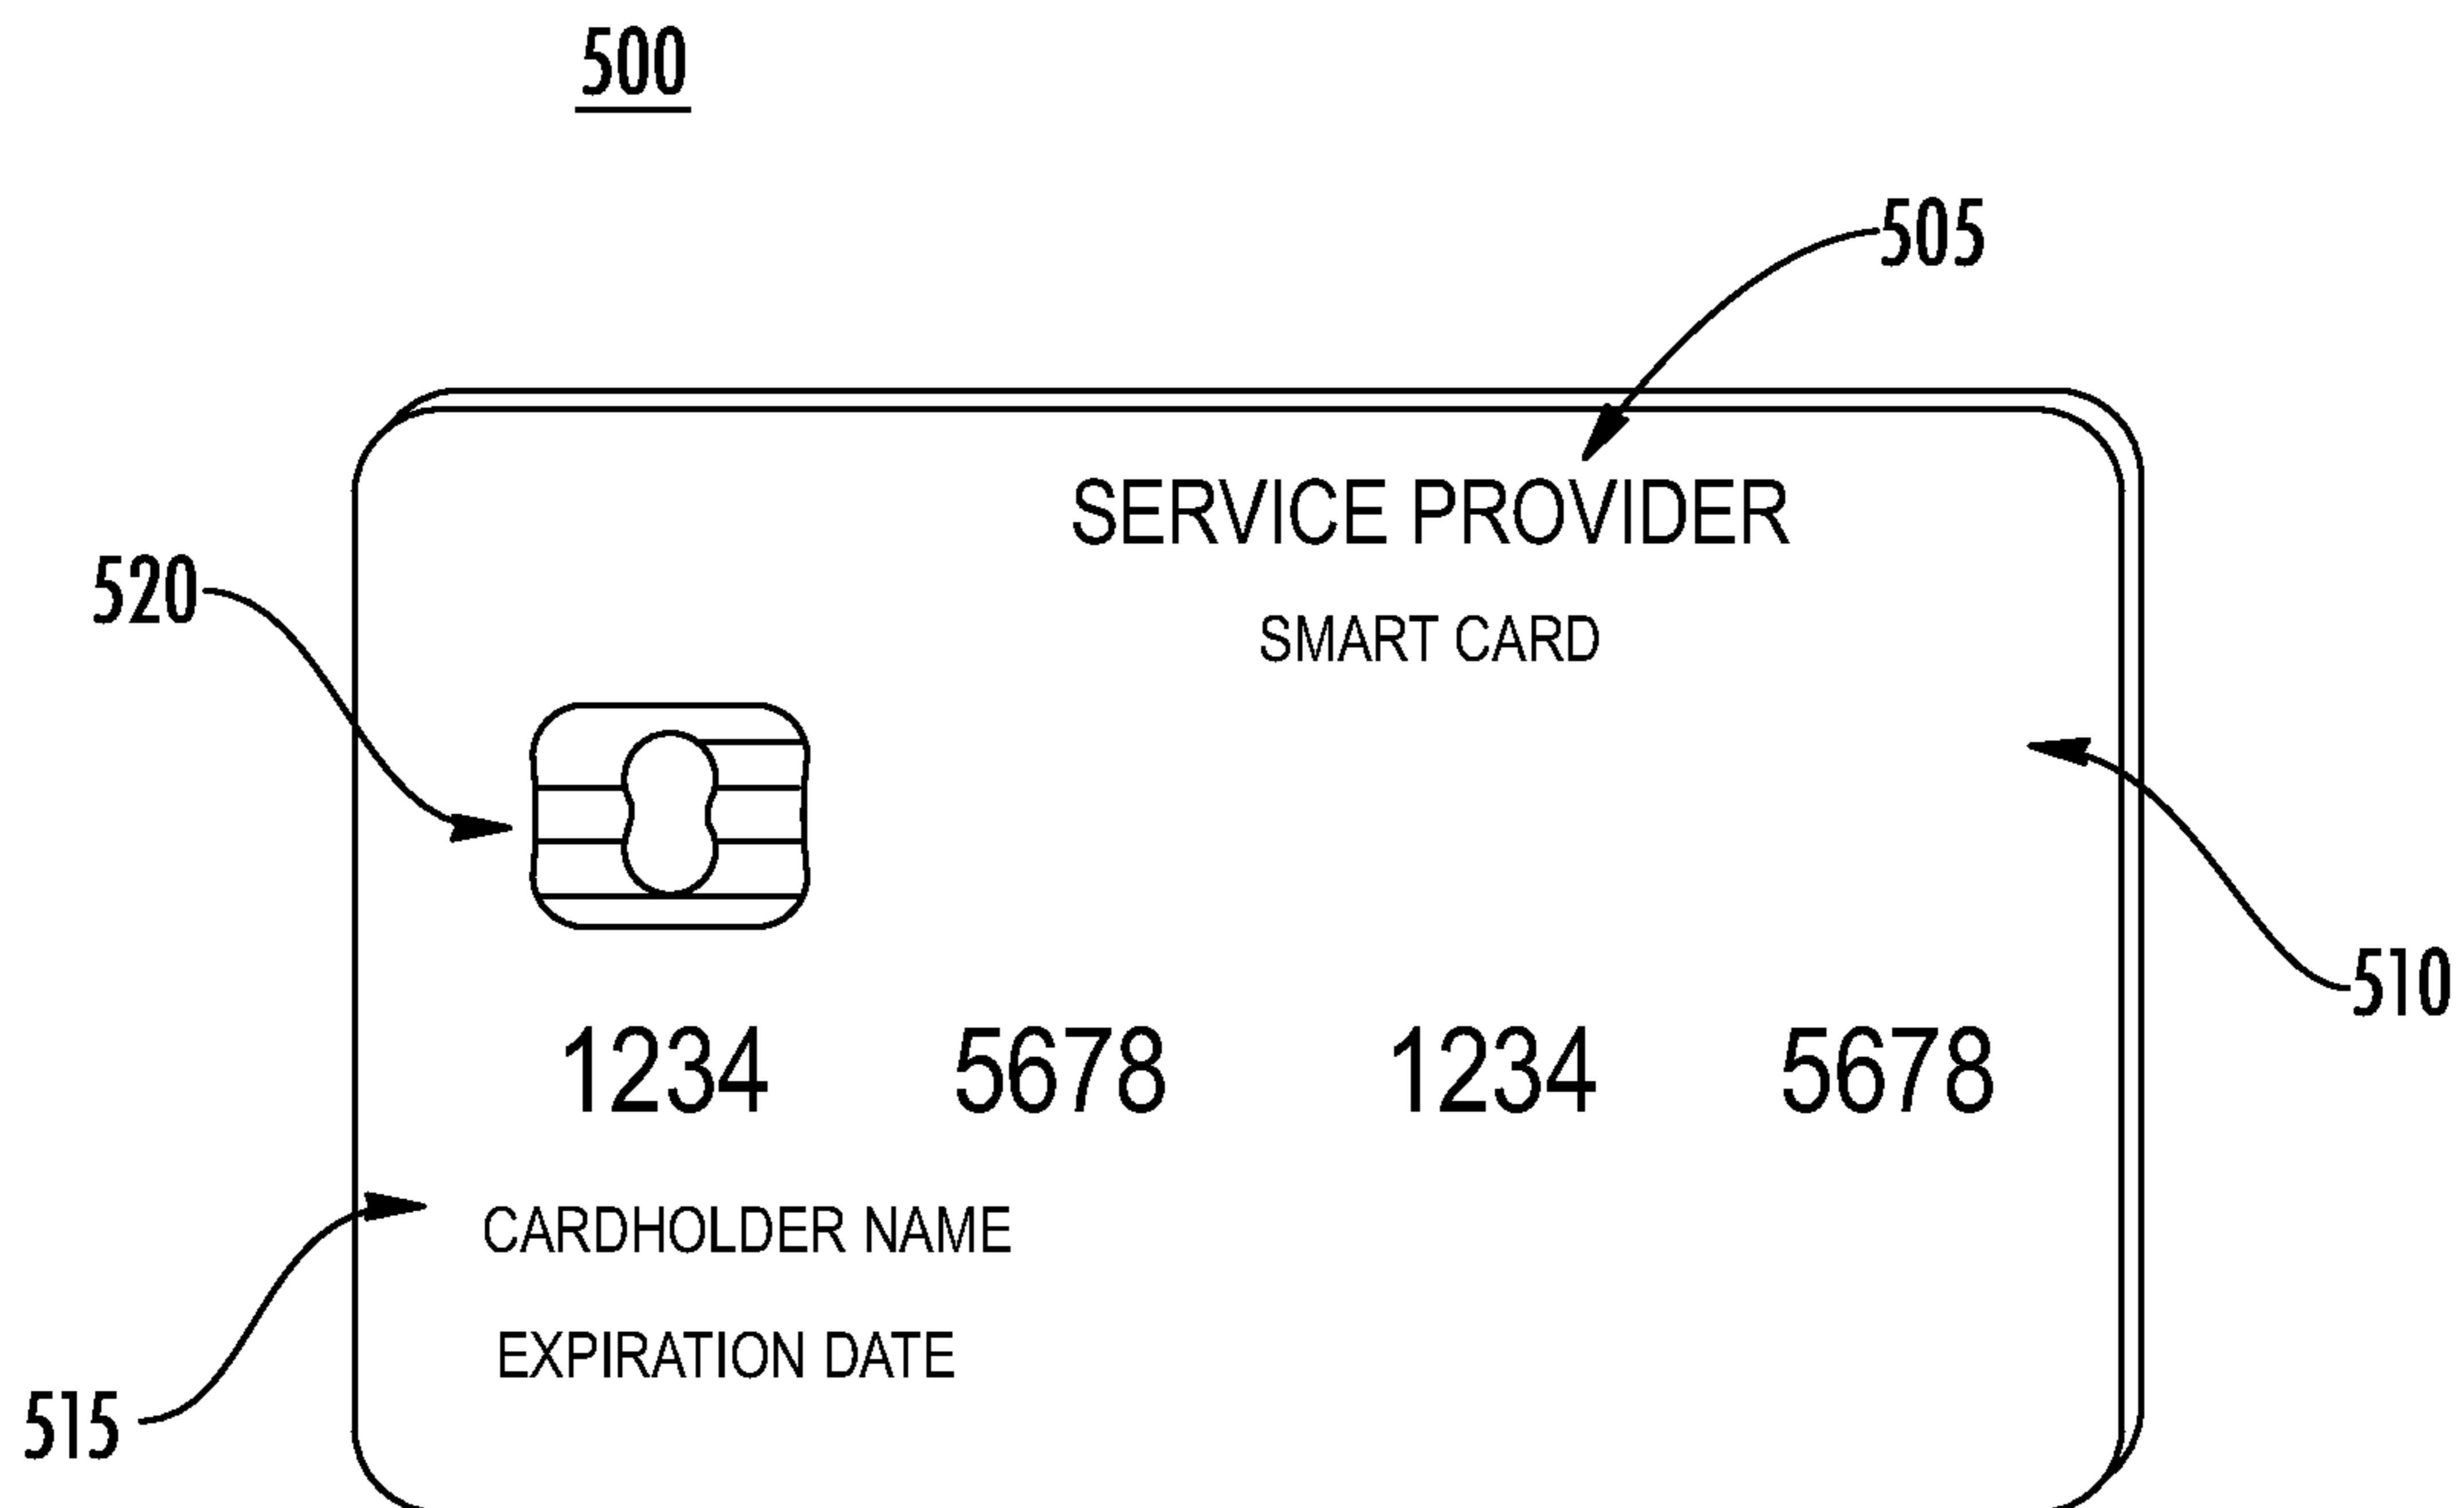 500
505
SERVICE PROVIDER
520
SMART CARD
510
1234 5678 1234 5678
CARDHOLDER NAME
EXPIRATION DATE
515